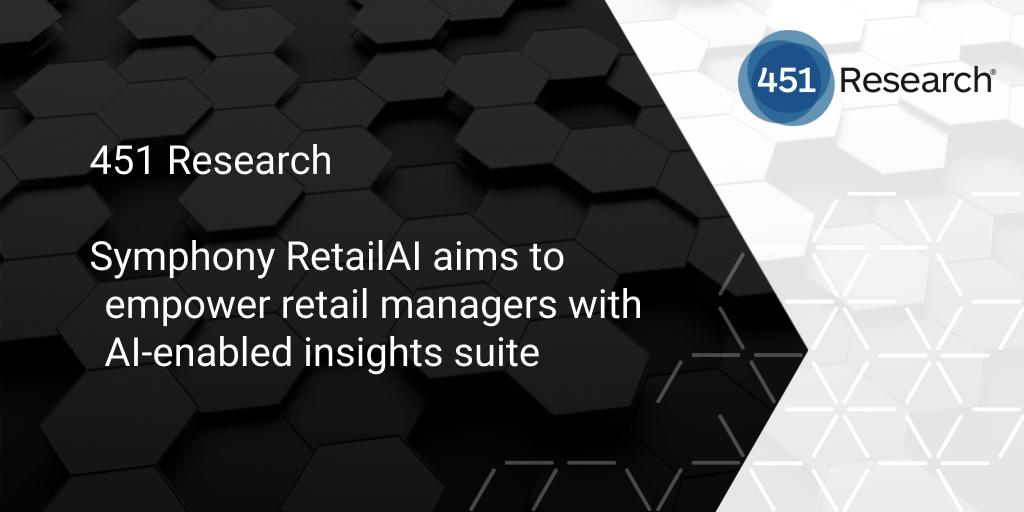 451 Research®
451 Research
Symphony RetailAI aims to
empower retail managers with
AI-enabled insights suite